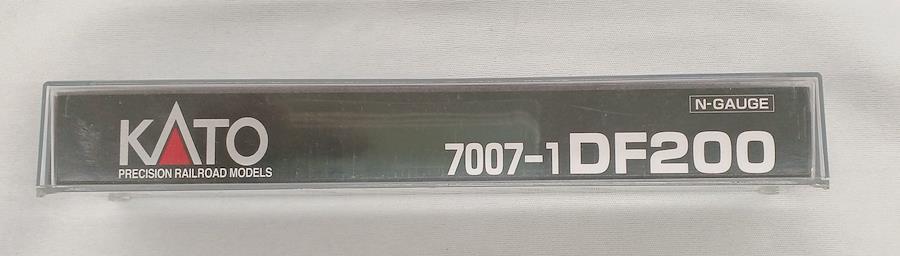 KATO
PRECISION RAILROAD MODELS
N-GAUGE
7007-1 DF200